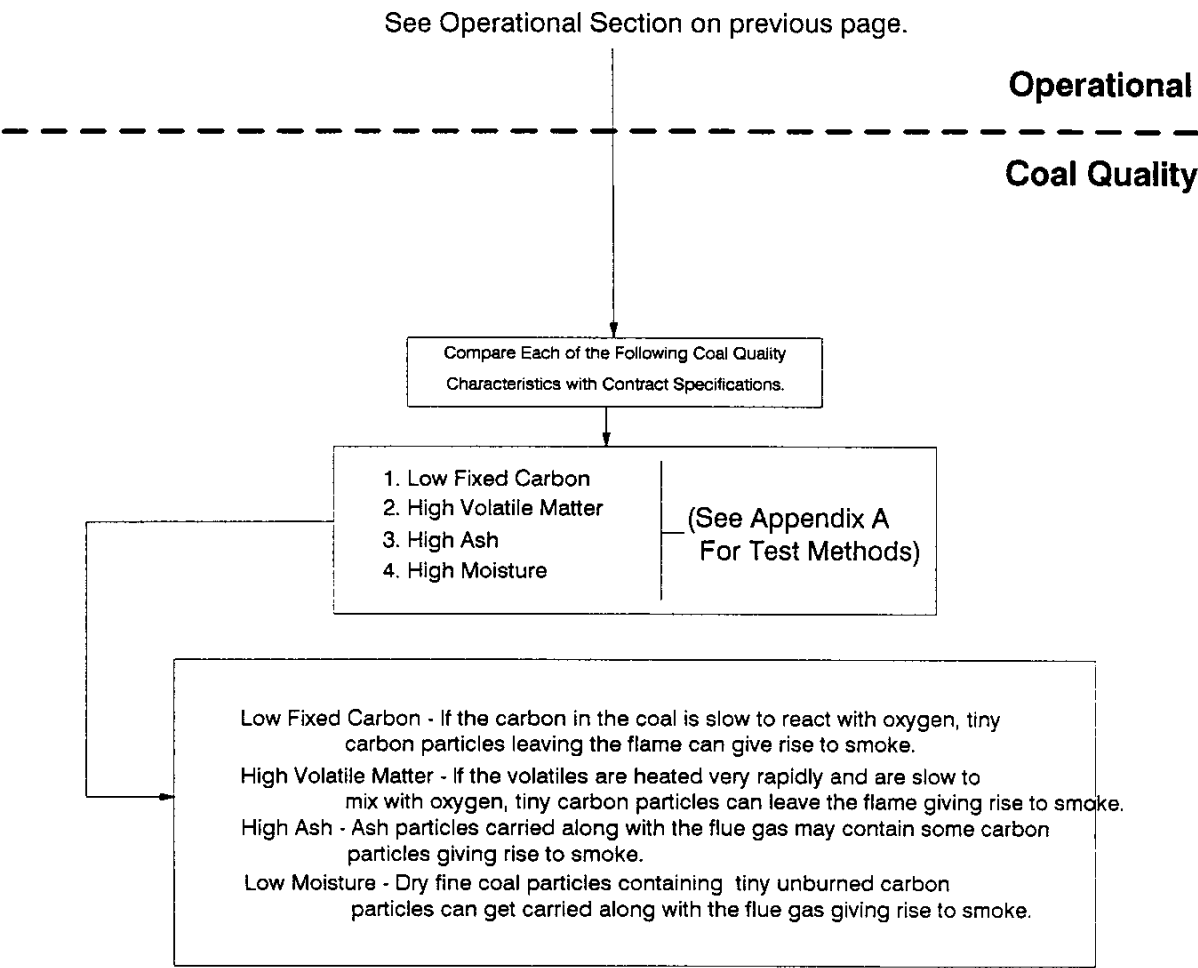 See Operational Section on previous page.
Operational
Coal Quality
Compare Each of the Following Coal Quality
Characteristics with Contract Specifications.
1. Low Fixed Carbon
2. High Volatile Matter
3. High Ash
4. High Moisture
(See Appendix A
For Test Methods)
Low Fixed Carbon - If the carbon in the coal is slow to react with oxygen, tiny
carbon particles leaving the flame can give rise to smoke.
High Volatile Matter - If the volatiles are heated very rapidly and are slow to
mix with oxygen, tiny carbon particles can leave the flame giving rise to smoke.
High Ash - Ash particles carried along with the flue gas may contain some carbon
particles giving rise to smoke.
Low Moisture - Dry fine coal particles containing tiny unburned carbon
particles can get carried along with the flue gas giving rise to smoke.